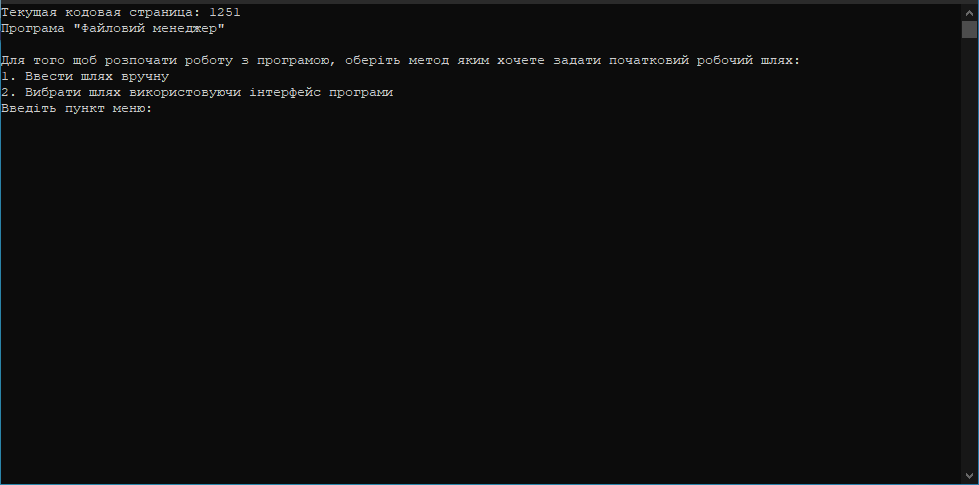 Текущая кодовая страница: 1251
Програма "Файловий менеджер"
Для того щоб розпочати роботу з програмою, оберіть метод яким хочете задати початковий робочий шлях:
1. Ввести шлях вручну
2. Вибрати шлях використовуючи інтерфейс програми
Введіть пункт меню: